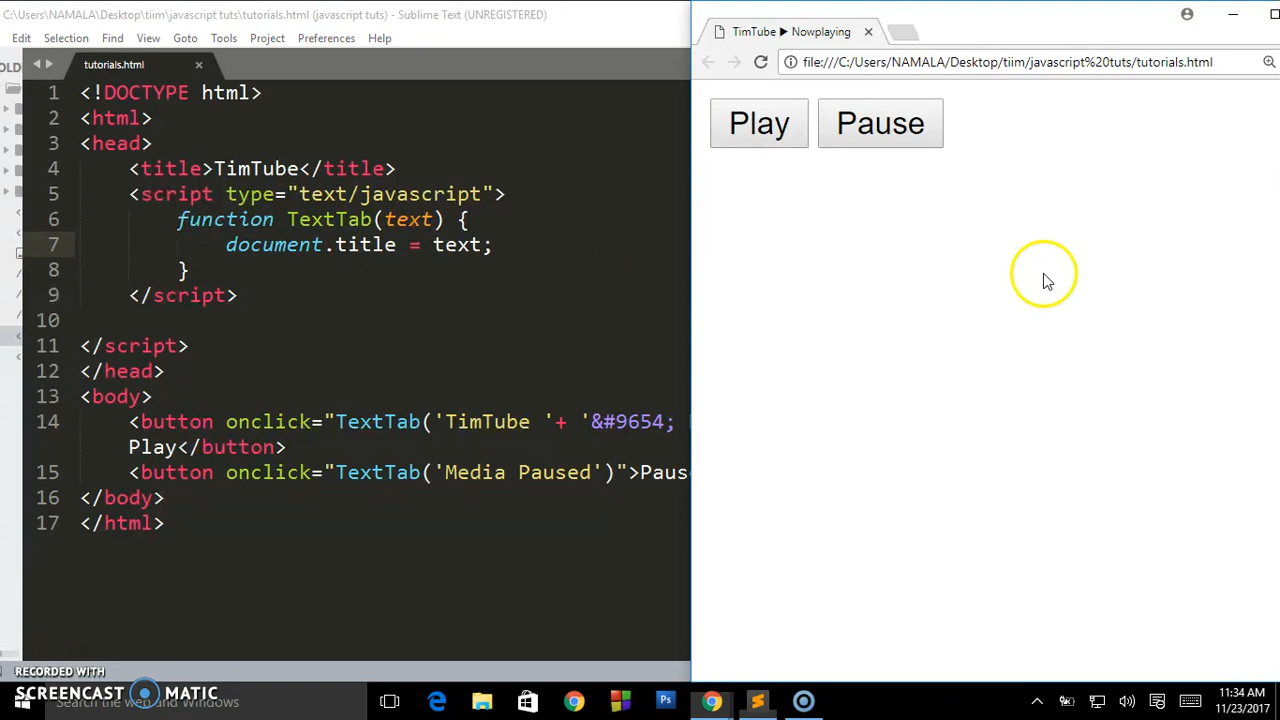 C:\Users\NAMALA\Desktop\tiim\javascript tuts\tutorials.html (javascript tuts) - Sublime Text (UNREGISTERED)
Edit Selection Find View Goto Tools Project Preferences Help
OLD
tutorials.html
1 <!DOCTYPE html>
2 <html>
3 <head>
4 <title>TimTube</title>
5 <script type="text/javascript">
6 function TextTab(text) {
7 document.title = text;
8 }
9 </script>
10
11 </script>
12 </head>
13 <body>
14 <button onclick="TextTab('TimTube '+ '&#9654;
Play</button>
15 <button onclick="TextTab('Media Paused')">Paus
16 </body>
17 </html>
TimTube ▶ Nowplaying
file:///C:/Users/NAMALA/Desktop/tiim/javascript%20tuts/tutorials.html
Play Pause
RECORDED WITH
SCREENCAST MATIC
Search the web and Windows
Ps
11:34 AM
11/23/2017